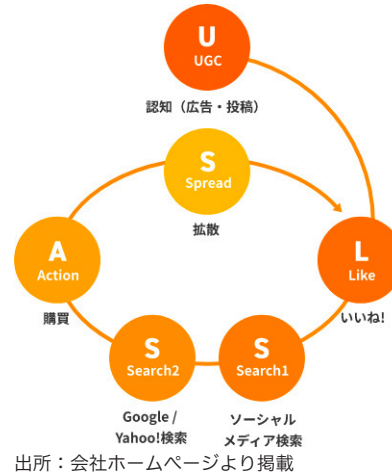 U
UGC
認知（広告・投稿）
S
Spread
拡散
A
Action
購買
L
Like
いいね!
S
Search2
Google /
Yahoo!検索
S
Search1
ソーシャル
メディア検索
出所：会社ホームページより掲載